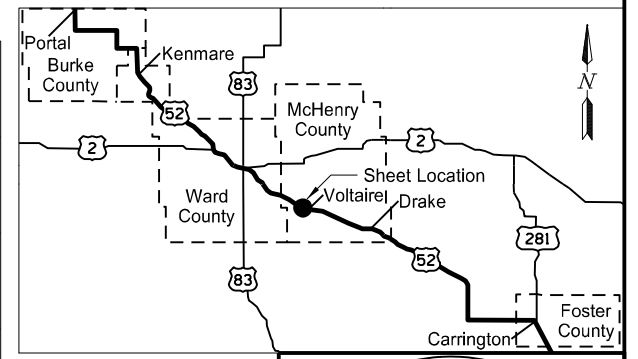 Portal
Burke
County
Kenmare
83
52
McHenry
County
2
2
N
Sheet Location
Voltaire
Ward
County
Drake
281
52
83
Foster
County
Carrington